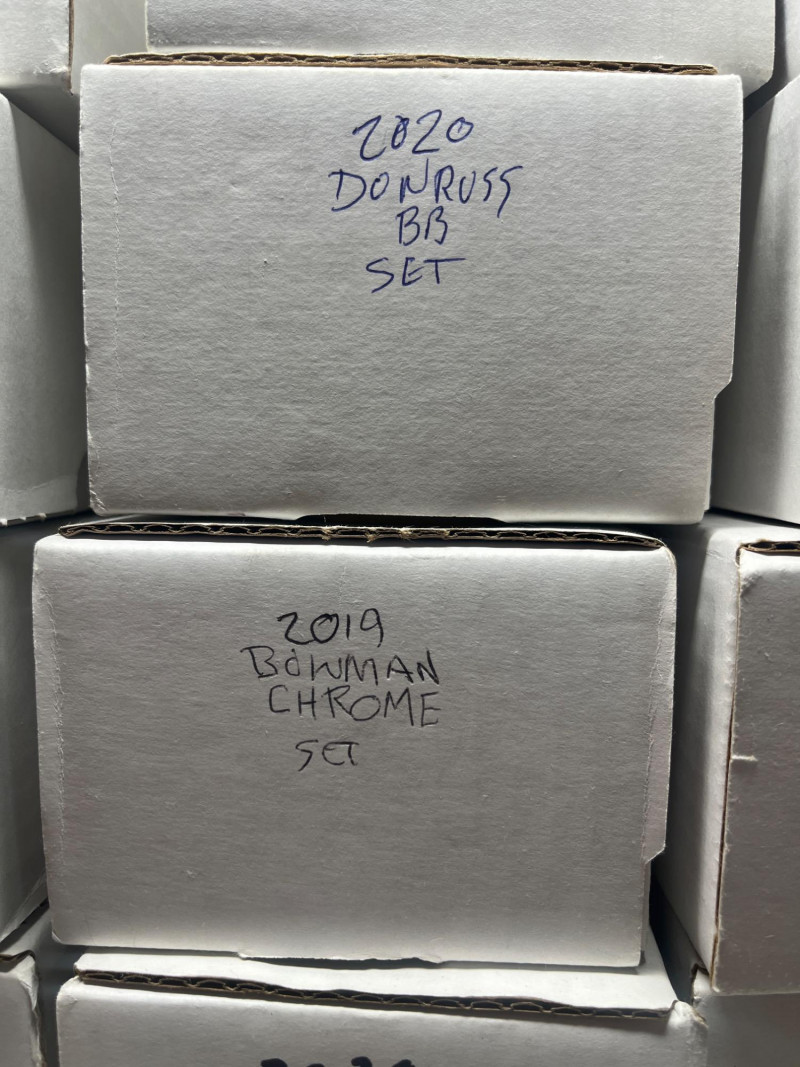 2020
DONRUSS
BB
SET
2019
BOWMAN
CHROME
SET